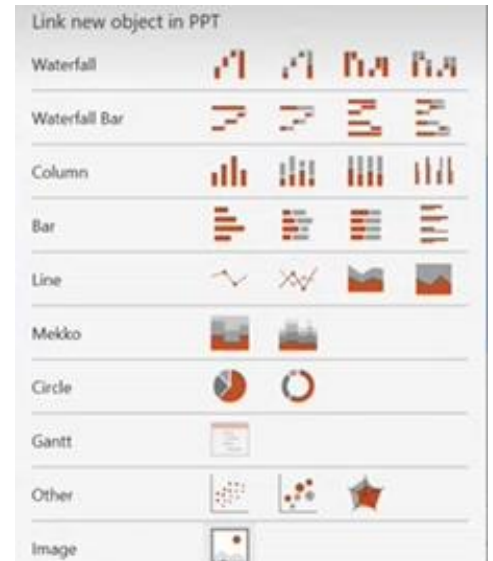 Link new object in PPT
Waterfall
Waterfall Bar
Column
Bar
Line
Mekko
Circle
Gantt
Other
Image